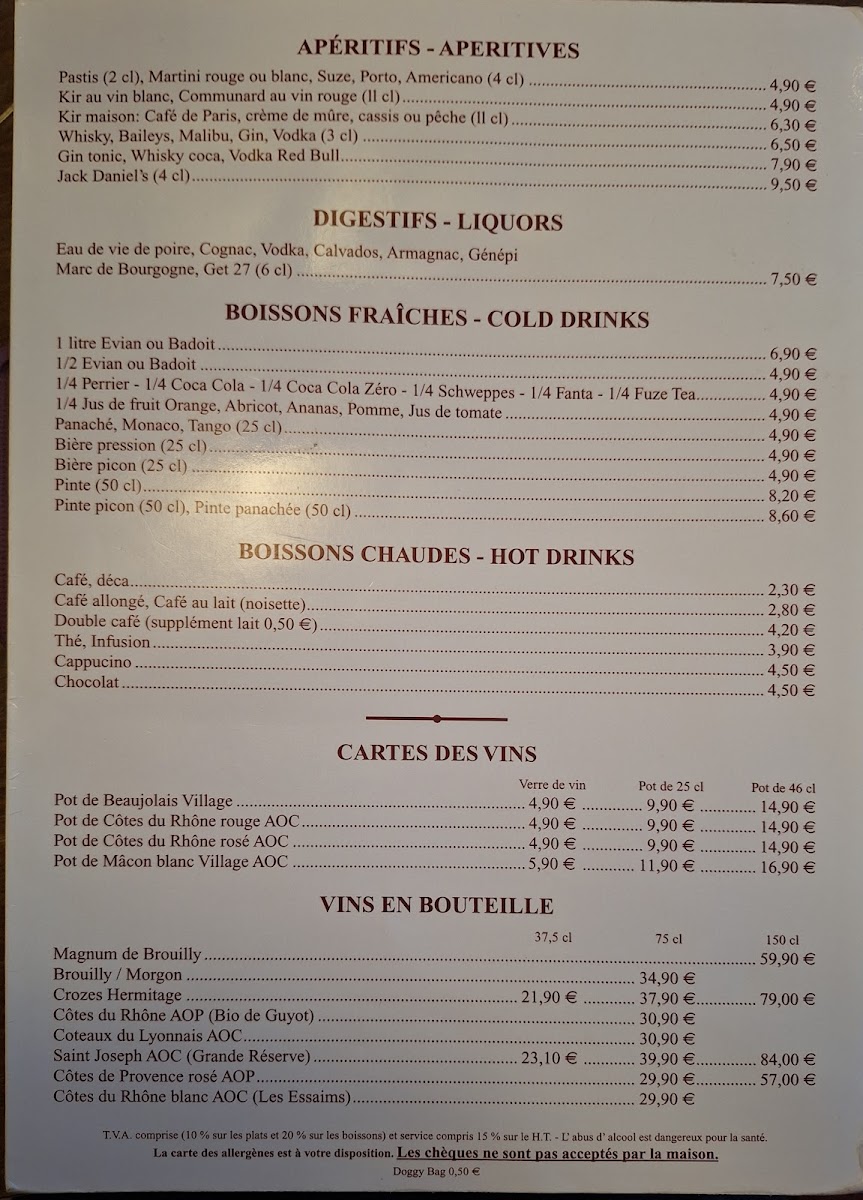 APÉRITIFS - APERITIVES
Pastis (2 cl), Martini rouge ou blanc, Suze, Porto, Americano (4 cl) 4,90 €
Kir au vin blanc, Communard au vin rouge (11 cl) 4,90 €
Kir maison: Café de Paris, crème de mûre, cassis ou pêche (11 cl) 6,30 €
Whisky, Baileys, Malibu, Gin, Vodka (3 cl) 6,50 €
Gin tonic, Whisky coca, Vodka Red Bull 7,90 €
Jack Daniel's (4 cl) 9,50 €
DIGESTIFS - LIQUORS
Eau de vie de poire, Cognac, Vodka, Calvados, Armagnac, Génépi
Marc de Bourgogne, Get 27 (6 cl) 7,50 €
BOISSONS FRAÎCHES - COLD DRINKS
1 litre Evian ou Badoit 6,90 €
1/2 Evian ou Badoit 4,90 €
1/4 Perrier - 1/4 Coca Cola - 1/4 Coca Cola Zéro - 1/4 Schweppes - 1/4 Fanta - 1/4 Fuze Tea 4,90 €
1/4 Jus de fruit Orange, Abricot, Ananas, Pomme, Jus de tomate 4,90 €
Panaché, Monaco, Tango (25 cl) 4,90 €
Bière pression (25 cl) 4,90 €
Bière picon (25 cl) 4,90 €
Pinte (50 cl) 8,20 €
Pinte picon (50 cl), Pinte panachée (50 cl) 8,60 €
BOISSONS CHAUDES - HOT DRINKS
Café, déca 2,30 €
Café allongé, Café au lait (noisette) 2,80 €
Double café (supplément lait 0,50 €) 4,20 €
Thé, Infusion 3,90 €
Cappucino 4,50 €
Chocolat 4,50 €
CARTES DES VINS
Verre de vin Pot de 25 cl Pot de 46 cl
Pot de Beaujolais Village 4,90 € 9,90 € 14,90 €
Pot de Côtes du Rhône rouge AOC 4,90 € 9,90 € 14,90 €
Pot de Côtes du Rhône rosé AOC 4,90 € 9,90 € 14,90 €
Pot de Mâcon blanc Village AOC 5,90 € 11,90 € 16,90 €
VINS EN BOUTEILLE
37,5 cl 75 cl 150 cl
Magnum de Brouilly 59,90 €
Brouilly / Morgon 34,90 €
Crozes Hermitage 21,90 € 37,90 € 79,00 €
Côtes du Rhône AOP (Bio de Guyot) 30,90 €
Coteaux du Lyonnais AOC 30,90 €
Saint Joseph AOC (Grande Réserve) 23,10 € 39,90 € 84,00 €
Côtes de Provence rosé AOP 29,90 € 57,00 €
Côtes du Rhône blanc AOC (Les Essaims) 29,90 €
T.V.A. comprise (10 % sur les plats et 20 % sur les boissons) et service compris 15 % sur le H.T. - L' abus d' alcool est dangereux pour la santé.
La carte des allergènes est à votre disposition. Les chèques ne sont pas acceptés par la maison.
Doggy Bag 0,50 €